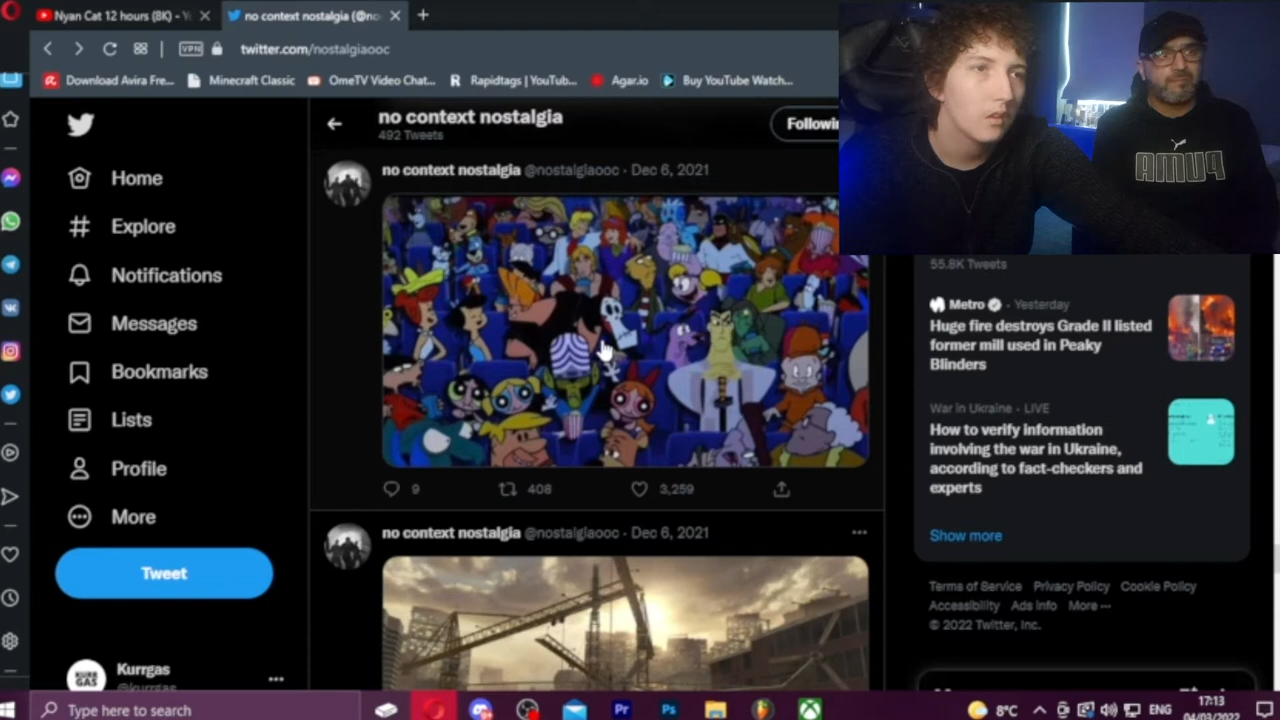 Nyan Cat 12 hours (8K) -
no context nostalgia (@no
VPN
twitter.com/nostalgiaooc
Download Avira Fre...
Minecraft Classic
OmeTV Video Chat...
Rapidtags | YouTub...
Agar.io
Buy YouTube Watch...
PUMA
no context nostalgia
492 Tweets
Followin
Home
Explore
Notifications
Messages
Bookmarks
Lists
Profile
More
Tweet
Kurrgas
@kurrgas
KURR
GAS
no context nostalgia @nostalgiaooc · Dec 6, 2021
9
408
3,259
no context nostalgia @nostalgiaooc · Dec 6, 2021
55.8K Tweets
Metro · Yesterday
Huge fire destroys Grade II listed
former mill used in Peaky
Blinders
War in Ukraine · LIVE
How to verify information
involving the war in Ukraine,
according to fact-checkers and
experts
Show more
Terms of Service Privacy Policy Cookie Policy
Accessibility Ads info More ···
© 2022 Twitter, Inc.
Type here to search
Pr
Ps
8°C
ENG
17:13
04/03/2022